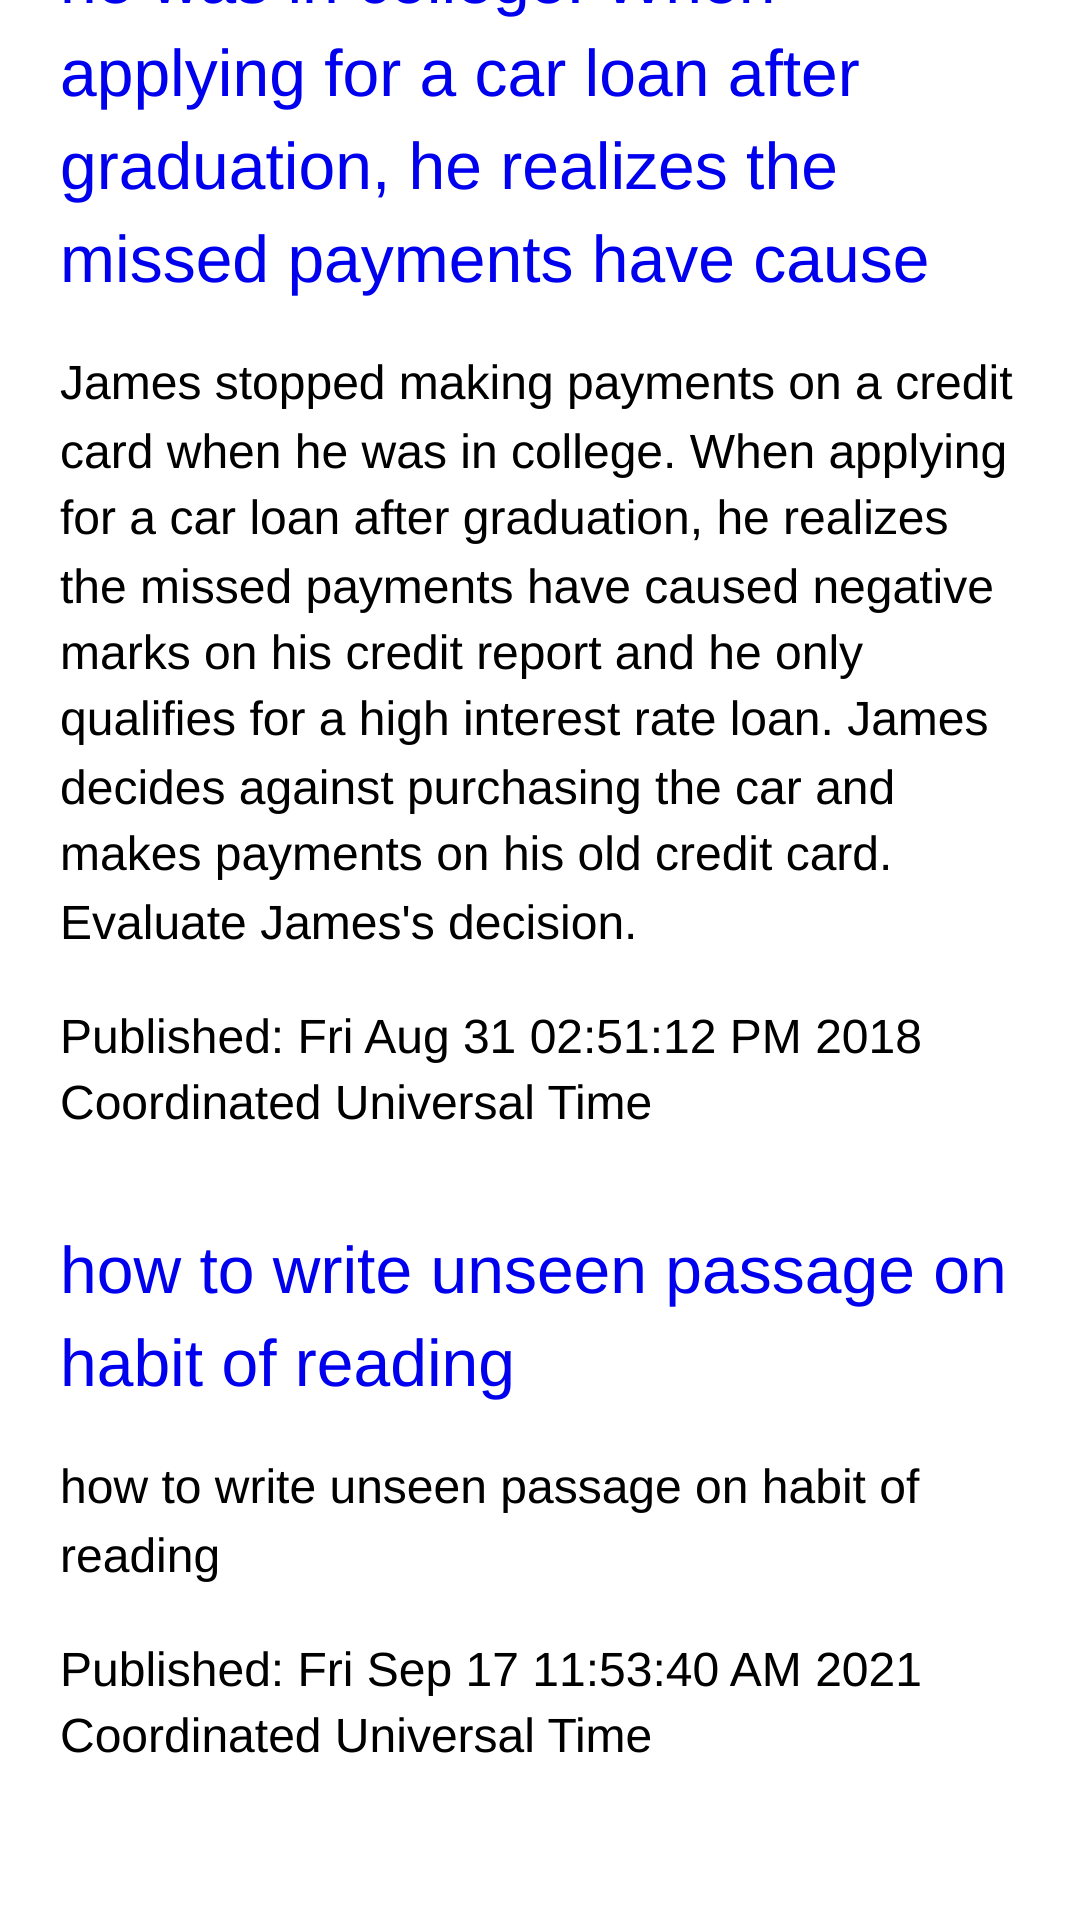 he was in college. When
applying for a car loan after
graduation, he realizes the
missed payments have cause
James stopped making payments on a credit
card when he was in college. When applying
for a car loan after graduation, he realizes
the missed payments have caused negative
marks on his credit report and he only
qualifies for a high interest rate loan. James
decides against purchasing the car and
makes payments on his old credit card.
Evaluate James's decision.
Published: Fri Aug 31 02:51:12 PM 2018
Coordinated Universal Time
how to write unseen passage on
habit of reading
how to write unseen passage on habit of
reading
Published: Fri Sep 17 11:53:40 AM 2021
Coordinated Universal Time